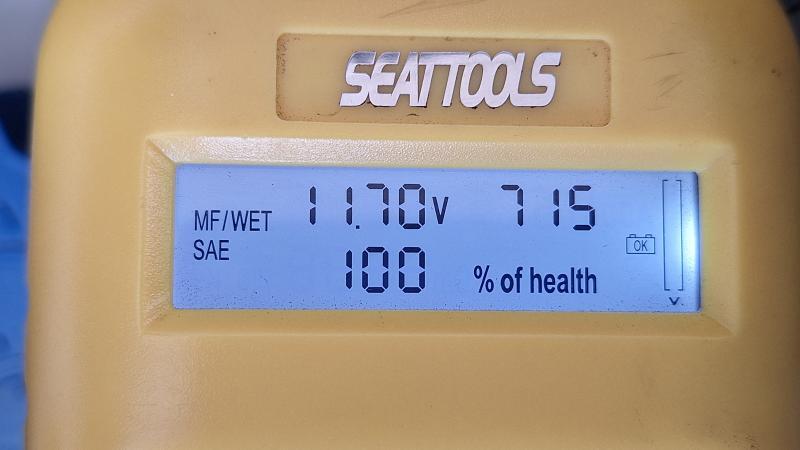 SEATTOOLS
MF/WET 11.70V 715
SAE 100 % of health
OK
V